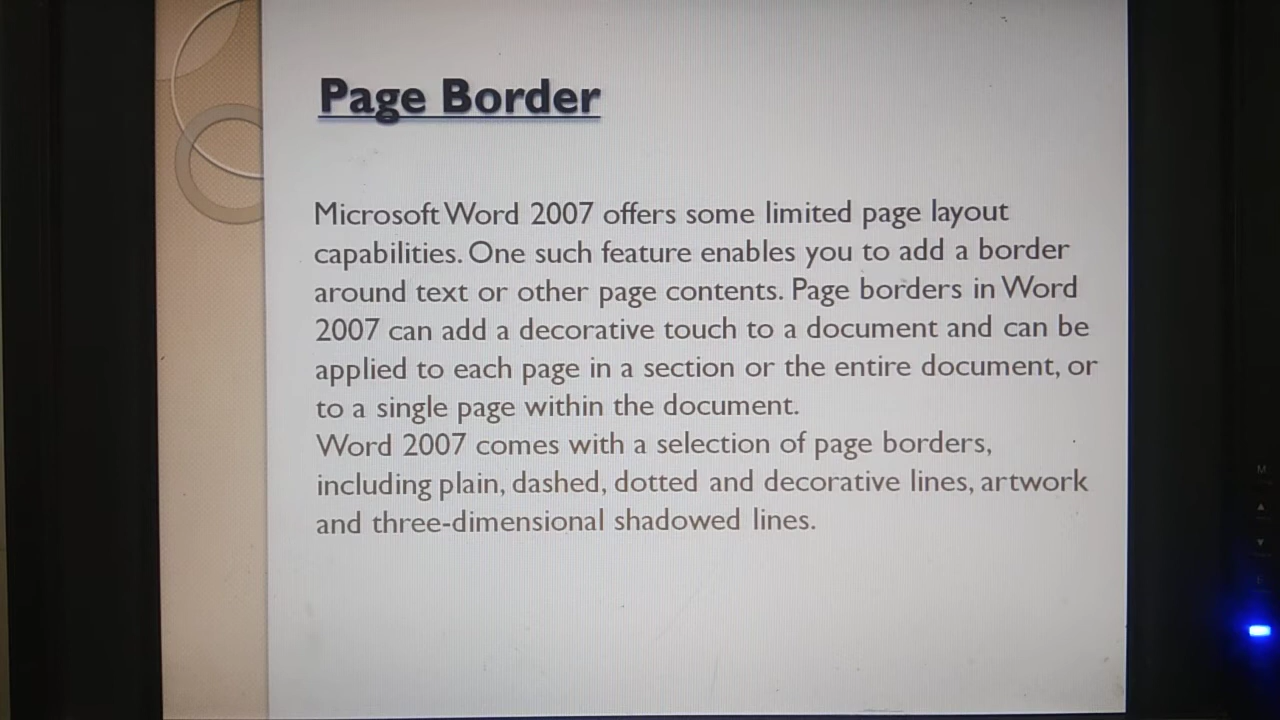 Page Border
Microsoft Word 2007 offers some limited page layout
capabilities. One such feature enables you to add a border
around text or other page contents. Page borders in Word
2007 can add a decorative touch to a document and can be
applied to each page in a section or the entire document, or
to a single page within the document.
Word 2007 comes with a selection of page borders,
including plain, dashed, dotted and decorative lines, artwork
and three-dimensional shadowed lines.
M